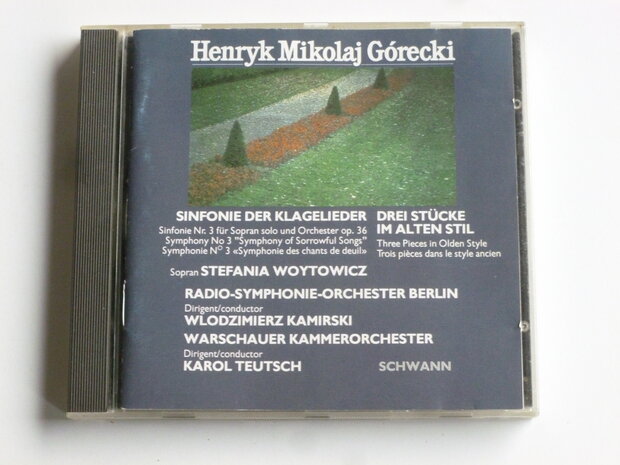 Henryk Mikolaj Górecki
SINFONIE DER KLAGELIEDER
Sinfonie Nr. 3 für Sopran solo und Orchester op. 36
Symphony No 3 "Symphony of Sorrowful Songs"
Symphonie N° 3 «Symphonie des chants de deuil»
DREI STÜCKE
IM ALTEN STIL
Three Pieces in Olden Style
Trois pièces dans le style ancien
Sopran STEFANIA WOYTOWICZ
RADIO-SYMPHONIE-ORCHESTER BERLIN
Dirigent/conductor
WLODZIMIERZ KAMIRSKI
WARSCHAUER KAMMERORCHESTER
Dirigent/conductor
KAROL TEUTSCH
SCHWANN